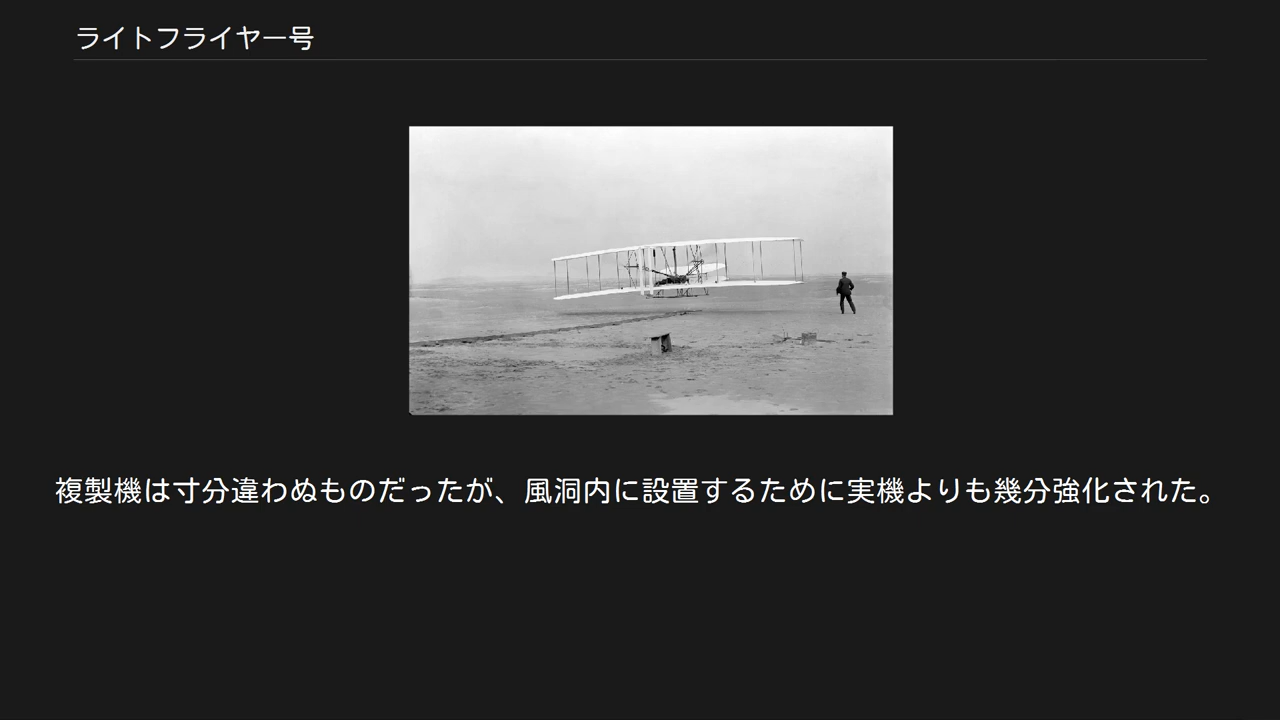 ライトフライヤー号
複製機は寸分違わぬものだったが、風洞内に設置するために実機よりも幾分強化された。